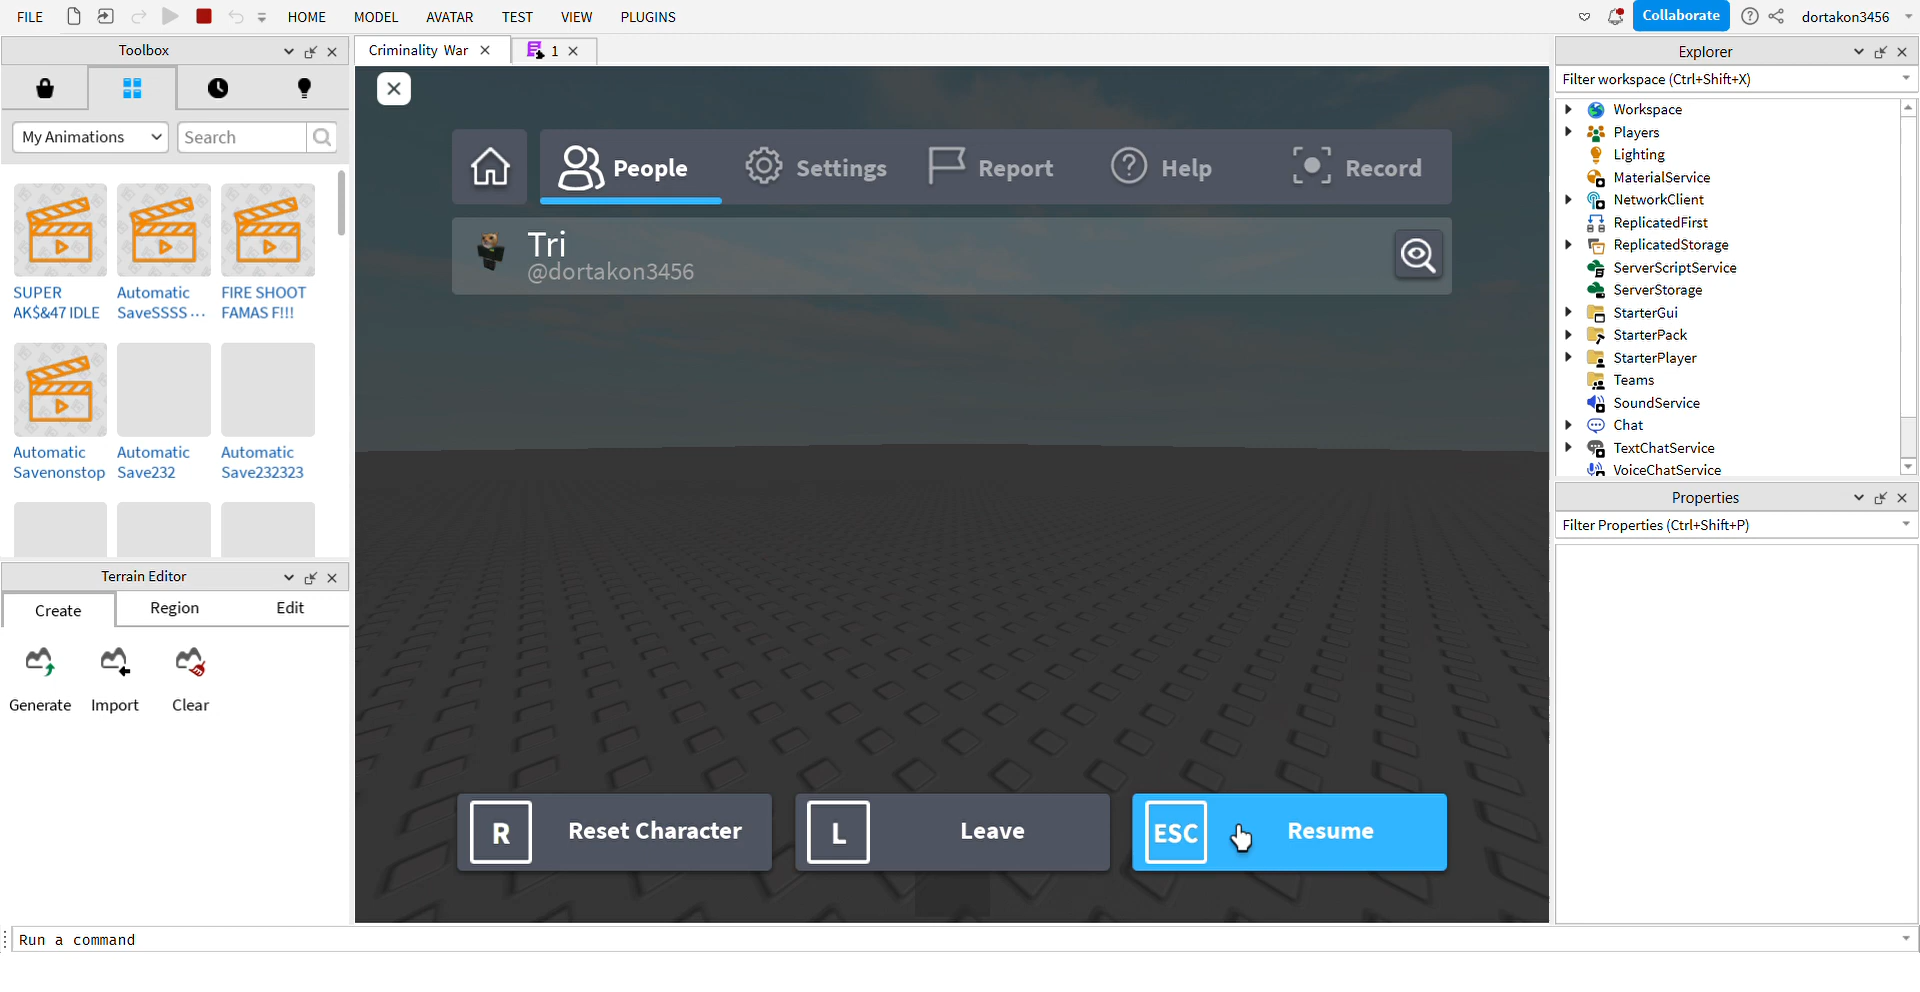 FILE HOME MODEL AVATAR TEST VIEW PLUGINS Collaborate dortakon3456
Toolbox
Criminality War
1
Explorer
Filter workspace (Ctrl+Shift+X)
My Animations
Search
SUPER AK$&47 IDLE
Automatic SaveSSSS ...
FIRE SHOOT FAMAS F!!!
Automatic Savenonstop
Automatic Save232
Automatic Save232323
Terrain Editor
Create Region Edit
Generate Import Clear
People Settings Report Help Record
Tri
@dortakon3456
R Reset Character
L Leave
ESC Resume
Workspace
Players
Lighting
MaterialService
NetworkClient
ReplicatedFirst
ReplicatedStorage
ServerScriptService
ServerStorage
StarterGui
StarterPack
StarterPlayer
Teams
SoundService
Chat
TextChatService
VoiceChatService
Properties
Filter Properties (Ctrl+Shift+P)
Run a command